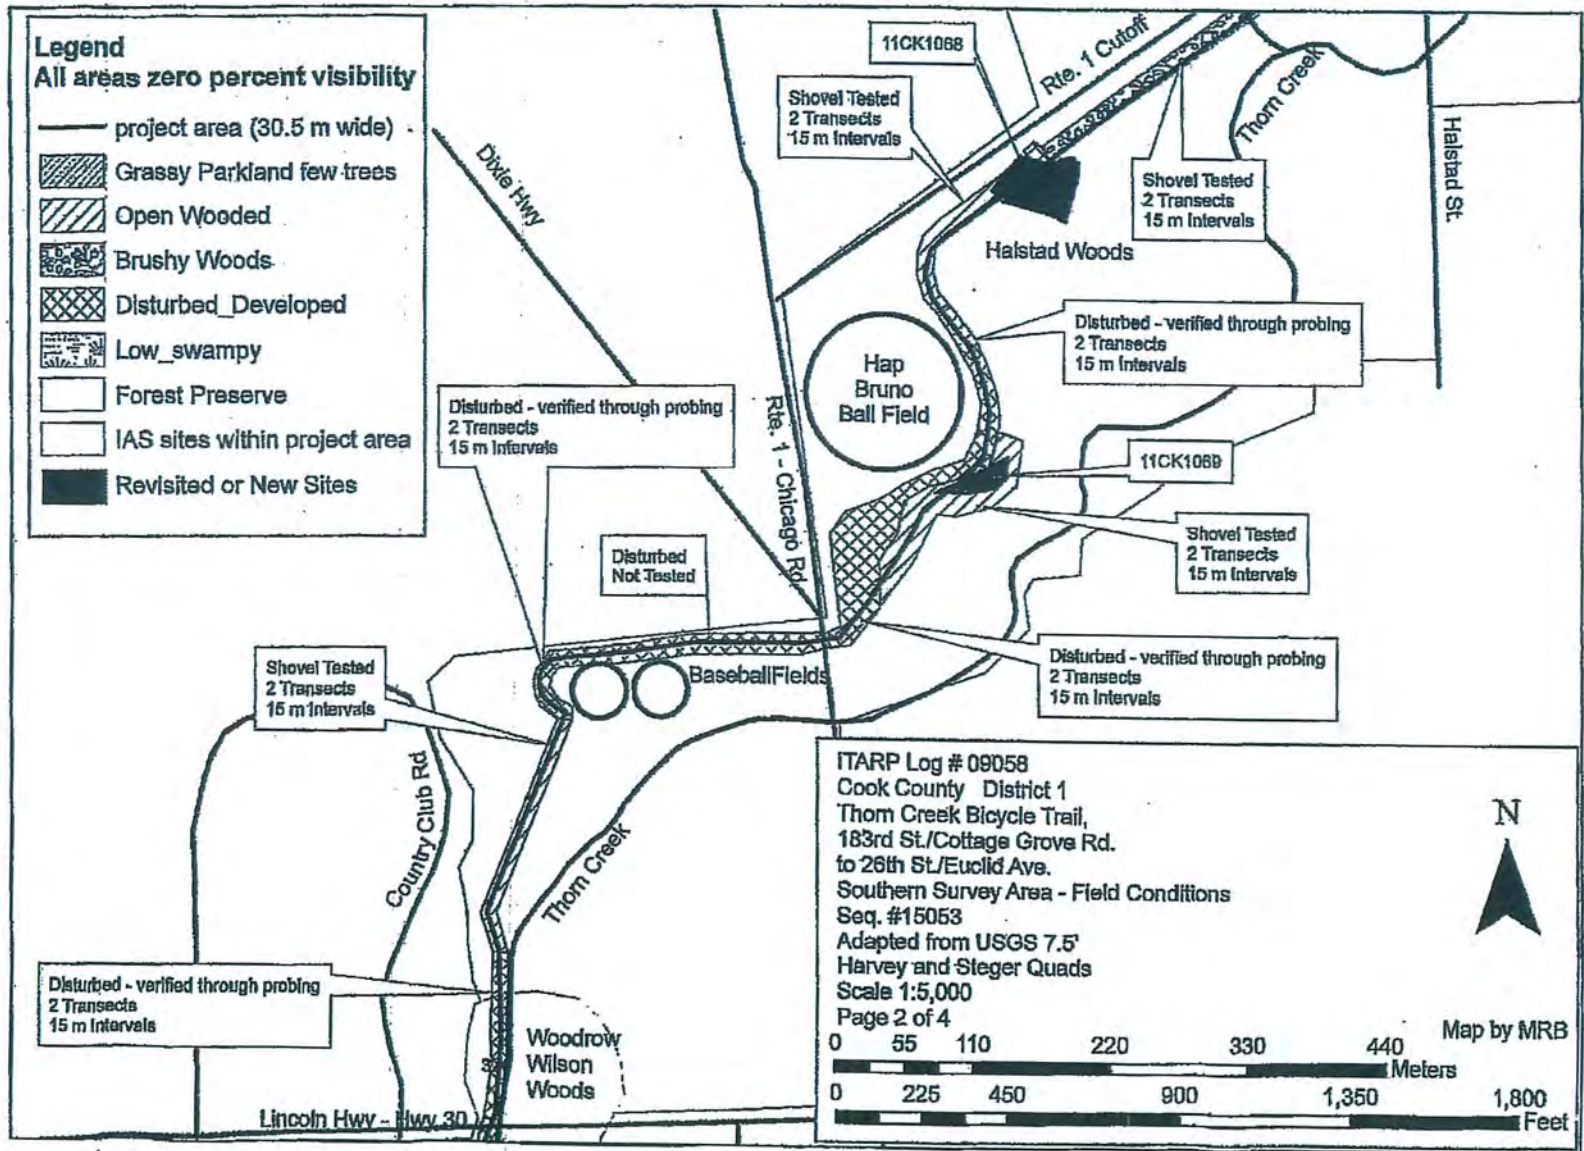 Legend
All areas zero percent visibility
project area (30.5 m wide)
Grassy Parkland few trees
Open Wooded
Brushy Woods
Disturbed_Developed
Low_swampy
Forest Preserve
IAS sites within project area
Revisited or New Sites
11CK1068
Rte. 1 Cutoff
Shovel Tested
2 Transects
15 m Intervals
Thorn Creek
Halstad St.
Shovel Tested
2 Transects
15 m Intervals
Dixie Hwy
Halstad Woods
Disturbed - verified through probing
2 Transects
15 m Intervals
Hap
Bruno
Ball Field
Disturbed - verified through probing
2 Transects
15 m Intervals
Rte. 1 - Chicago Rd.
11CK1069
Shovel Tested
2 Transects
15 m Intervals
Disturbed
Not Tested
Shovel Tested
2 Transects
15 m Intervals
Baseball Fields
Disturbed - verified through probing
2 Transects
15 m Intervals
Country Club Rd
Thorn Creek
Disturbed - verified through probing
2 Transects
15 m Intervals
Woodrow
Wilson
Woods
Lincoln Hwy - Hwy 30
ITARP Log # 09058
Cook County District 1
Thorn Creek Bicycle Trail,
183rd St./Cottage Grove Rd.
to 26th St./Euclid Ave.
Southern Survey Area - Field Conditions
Seq. #15053
Adapted from USGS 7.5'
Harvey and Steger Quads
Scale 1:5,000
Page 2 of 4
N
Map by MRB
0 55 110 220 330 440
Meters
0 225 450 900 1,350 1,800
Feet